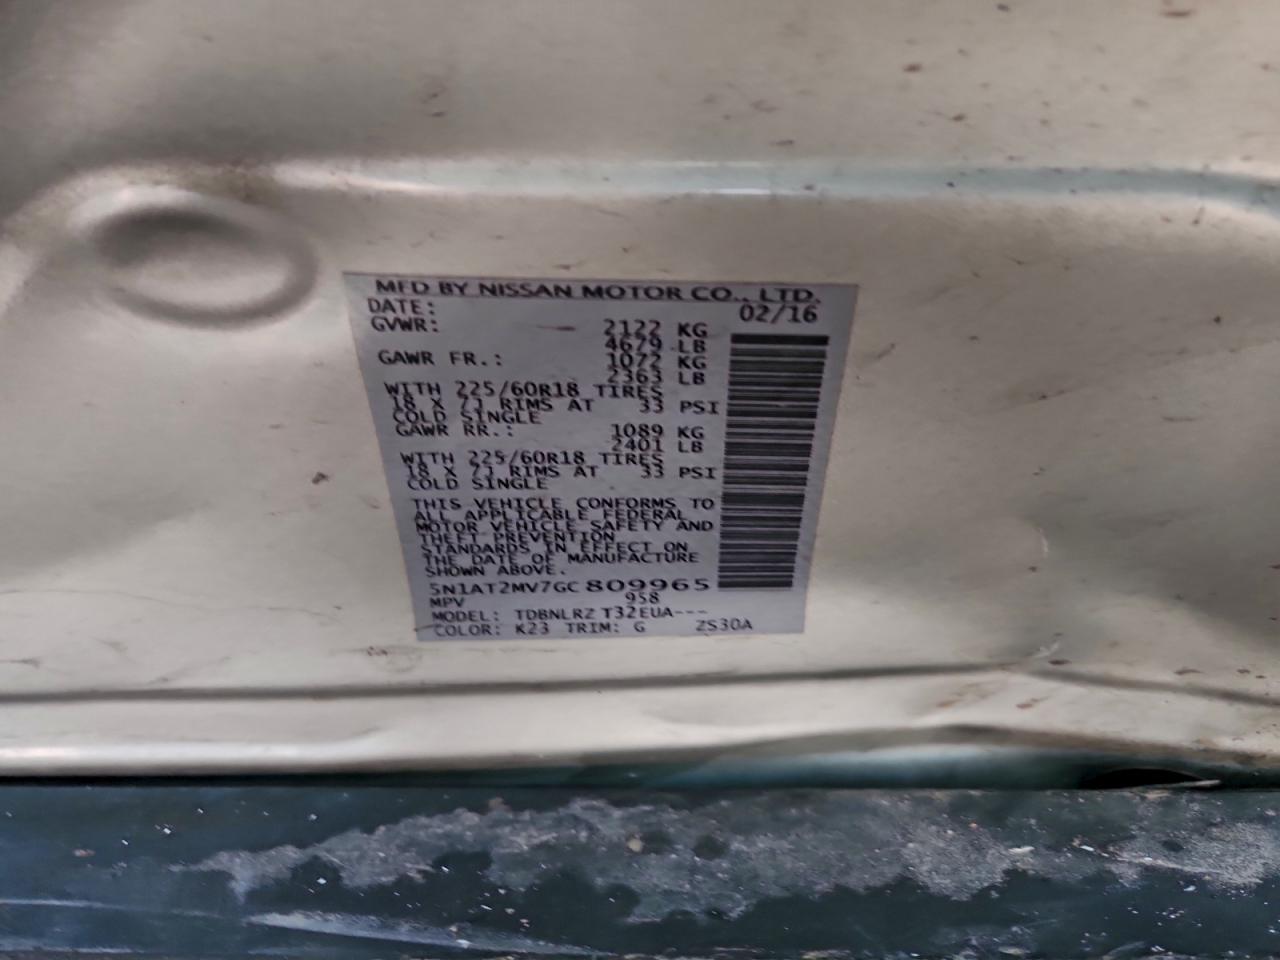 MFD BY NISSAN MOTOR CO., LTD.
DATE: 02/16
GVWR: 2122 KG
4679 LB
GAWR FR.: 1072 KG
2363 LB
WITH 225/60R18 TIRES
18 X 7J RIMS AT 33 PSI
COLD SINGLE
GAWR RR.: 1089 KG
2401 LB
WITH 225/60R18 TIRES
18 X 7J RIMS AT 33 PSI
COLD SINGLE
THIS VEHICLE CONFORMS TO
ALL APPLICABLE FEDERAL
MOTOR VEHICLE SAFETY AND
THEFT PREVENTION
STANDARDS IN EFFECT ON
THE DATE OF MANUFACTURE
SHOWN ABOVE.
5N1AT2MV7GC809965
MPV 958
MODEL: TDBNLRZ T32EUA---
COLOR: K23 TRIM: G ZS30A